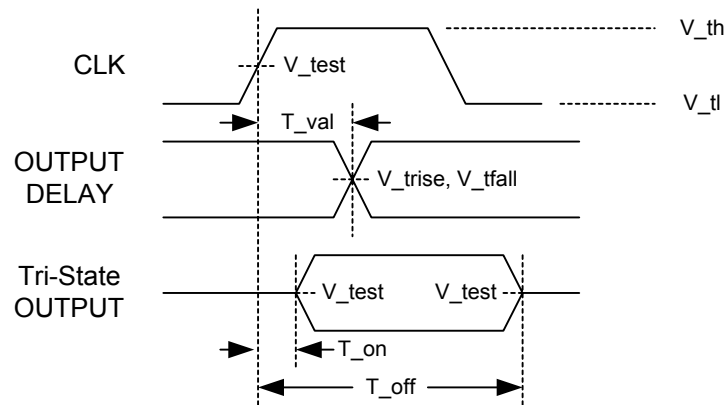 V_th
CLK
V_test
V_tl
T_val
OUTPUT
DELAY
V_trise, V_tfall
Tri-State
OUTPUT
V_test
V_test
T_on
T_off